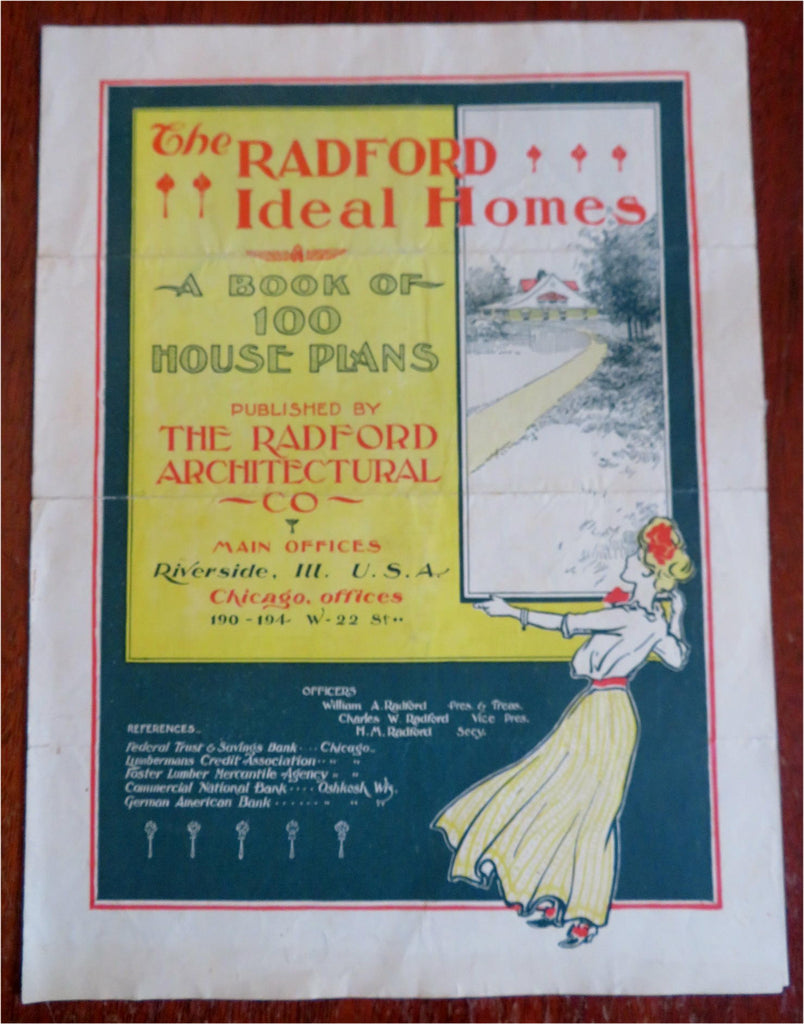 The RADFORD
Ideal Homes
A BOOK OF
100
HOUSE PLANS
PUBLISHED BY
THE RADFORD
ARCHITECTURAL
~CO~
MAIN OFFICES
Riverside, Ill. U.S.A.
Chicago, offices
190-194 W-22 St..
OFFICERS
William A. Radford Pres. & Treas.
Charles W. Radford Vice Pres.
H.M. Radford Secy.
REFERENCES..
Federal Trust & Savings Bank ... Chicago..
Lumbermans Credit Association .. " "
Foster Lumber Mercantile Agency " "
Commercial National Bank .... Oshkosh Wis.
German American Bank ...... " " "